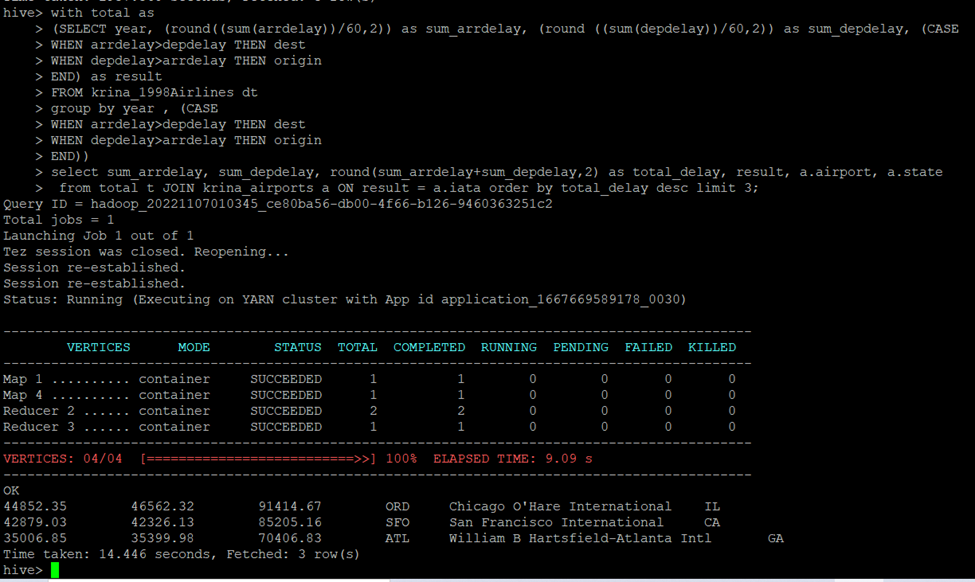 hive> with total as
> (SELECT year, (round((sum(arrdelay))/60,2)) as sum_arrdelay, (round ((sum(depdelay))/60,2)) as sum_depdelay, (CASE
> WHEN arrdelay>depdelay THEN dest
> WHEN depdelay>arrdelay THEN origin
> END) as result
> FROM krina_1998Airlines dt
> group by year , (CASE
> WHEN arrdelay>depdelay THEN dest
> WHEN depdelay>arrdelay THEN origin
> END))
> select sum_arrdelay, sum_depdelay, round(sum_arrdelay+sum_depdelay,2) as total_delay, result, a.airport, a.state
> from total t JOIN krina_airports a ON result = a.iata order by total_delay desc limit 3;
Query ID = hadoop_20221107010345_ce80ba56-db00-4f66-b126-9460363251c2
Total jobs = 1
Launching Job 1 out of 1
Tez session was closed. Reopening...
Session re-established.
Session re-established.
Status: Running (Executing on YARN cluster with App id application_1667669589178_0030)
----------------------------------------------------------------------------------------------
VERTICES MODE STATUS TOTAL COMPLETED RUNNING PENDING FAILED KILLED
----------------------------------------------------------------------------------------------
Map 1 .......... container SUCCEEDED 1 1 0 0 0 0
Map 4 .......... container SUCCEEDED 1 1 0 0 0 0
Reducer 2 ...... container SUCCEEDED 2 2 0 0 0 0
Reducer 3 ...... container SUCCEEDED 1 1 0 0 0 0
----------------------------------------------------------------------------------------------
VERTICES: 04/04 [==========================>>] 100% ELAPSED TIME: 9.09 s
----------------------------------------------------------------------------------------------
OK
44852.35 46562.32 91414.67 ORD Chicago O'Hare International IL
42879.03 42326.13 85205.16 SFO San Francisco International CA
35006.85 35399.98 70406.83 ATL William B Hartsfield-Atlanta Intl GA
Time taken: 14.446 seconds, Fetched: 3 row(s)
hive>